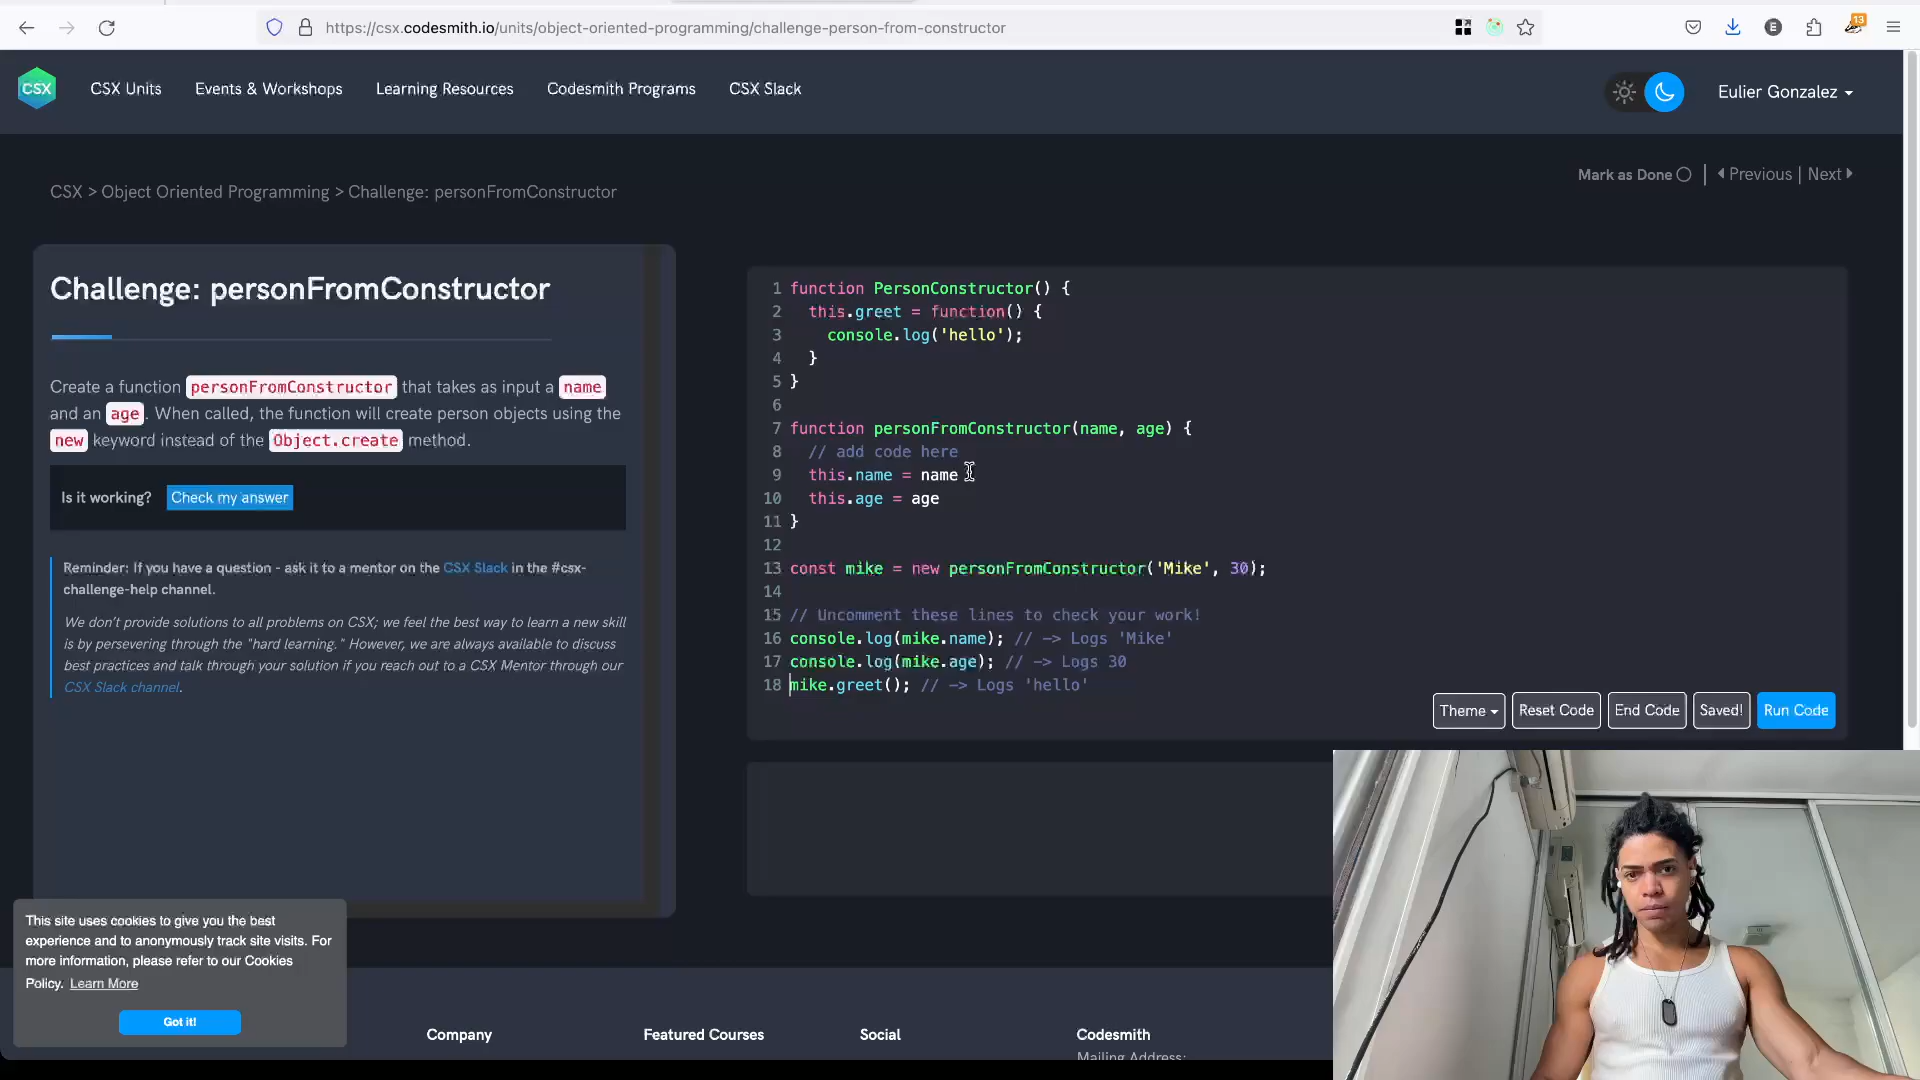 https://csx.codesmith.io/units/object-oriented-programming/challenge-person-from-constructor
13
CSX
CSX Units
Events & Workshops
Learning Resources
Codesmith Programs
CSX Slack
Eulier Gonzalez
CSX > Object Oriented Programming > Challenge: personFromConstructor
Mark as Done
Previous | Next
Challenge: personFromConstructor
Create a function personFromConstructor that takes as input a name
and an age. When called, the function will create person objects using the
new keyword instead of the Object.create method.
Is it working? Check my answer
Reminder: If you have a question - ask it to a mentor on the CSX Slack in the #csx-
challenge-help channel.
We don't provide solutions to all problems on CSX; we feel the best way to learn a new skill
is by persevering through the "hard learning." However, we are always available to discuss
best practices and talk through your solution if you reach out to a CSX Mentor through our
CSX Slack channel.
1 function PersonConstructor() {
2 this.greet = function() {
3 console.log('hello');
4 }
5 }
6
7 function personFromConstructor(name, age) {
8 // add code here
9 this.name = name
10 this.age = age
11 }
12
13 const mike = new personFromConstructor('Mike', 30);
14
15 // Uncomment these lines to check your work!
16 console.log(mike.name); // -> Logs 'Mike'
17 console.log(mike.age); // -> Logs 30
18 mike.greet(); // -> Logs 'hello'
Theme
Reset Code
End Code
Saved!
Run Code
This site uses cookies to give you the best
experience and to anonymously track site visits. For
more information, please refer to our Cookies
Policy. Learn More
Got it!
Company
Featured Courses
Social
Codesmith
Mailing Address: